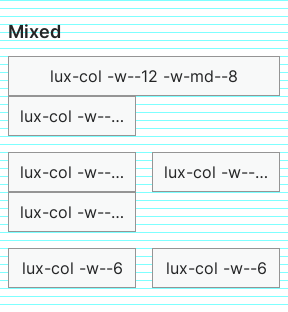 Mixed
lux-col -w--12 -w-md--8
lux-col -w--...
lux-col -w--... lux-col -w--...
lux-col -w--...
lux-col -w--6 lux-col -w--6